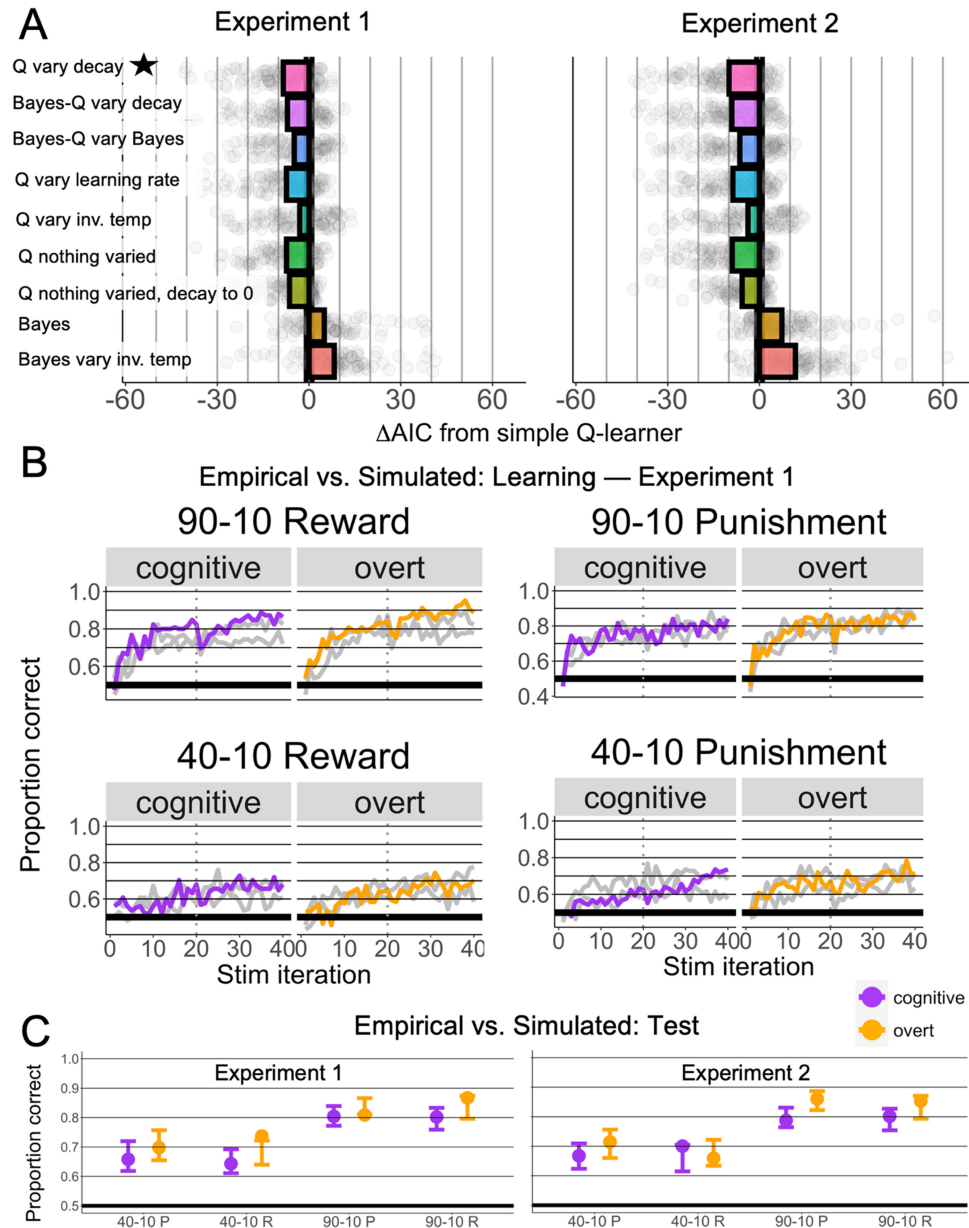 A
Experiment 1
Experiment 2
Q vary decay
Bayes-Q vary decay
Bayes-Q vary Bayes
Q vary learning rate
Q vary inv. temp
Q nothing varied
Q nothing varied, decay to 0
Bayes
Bayes vary inv. temp
-60 -30 0 30 60
-60 -30 0 30 60
ΔAIC from simple Q-learner
B
Empirical vs. Simulated: Learning — Experiment 1
90-10 Reward
90-10 Punishment
cognitive overt
cognitive overt
1.0
0.8
0.6
1.0
0.8
0.6
0.4
Proportion correct
40-10 Reward
40-10 Punishment
cognitive overt
cognitive overt
1.0
0.8
0.6
1.0
0.8
0.6
0 10 20 30 40 0 10 20 30 40
0 10 20 30 40 0 10 20 30 40
Stim iteration
Stim iteration
cognitive
overt
C
Empirical vs. Simulated: Test
Proportion correct
1.0
0.9
0.8
0.7
0.6
0.5
Experiment 1
Experiment 2
40-10 P 40-10 R 90-10 P 90-10 R
40-10 P 40-10 R 90-10 P 90-10 R